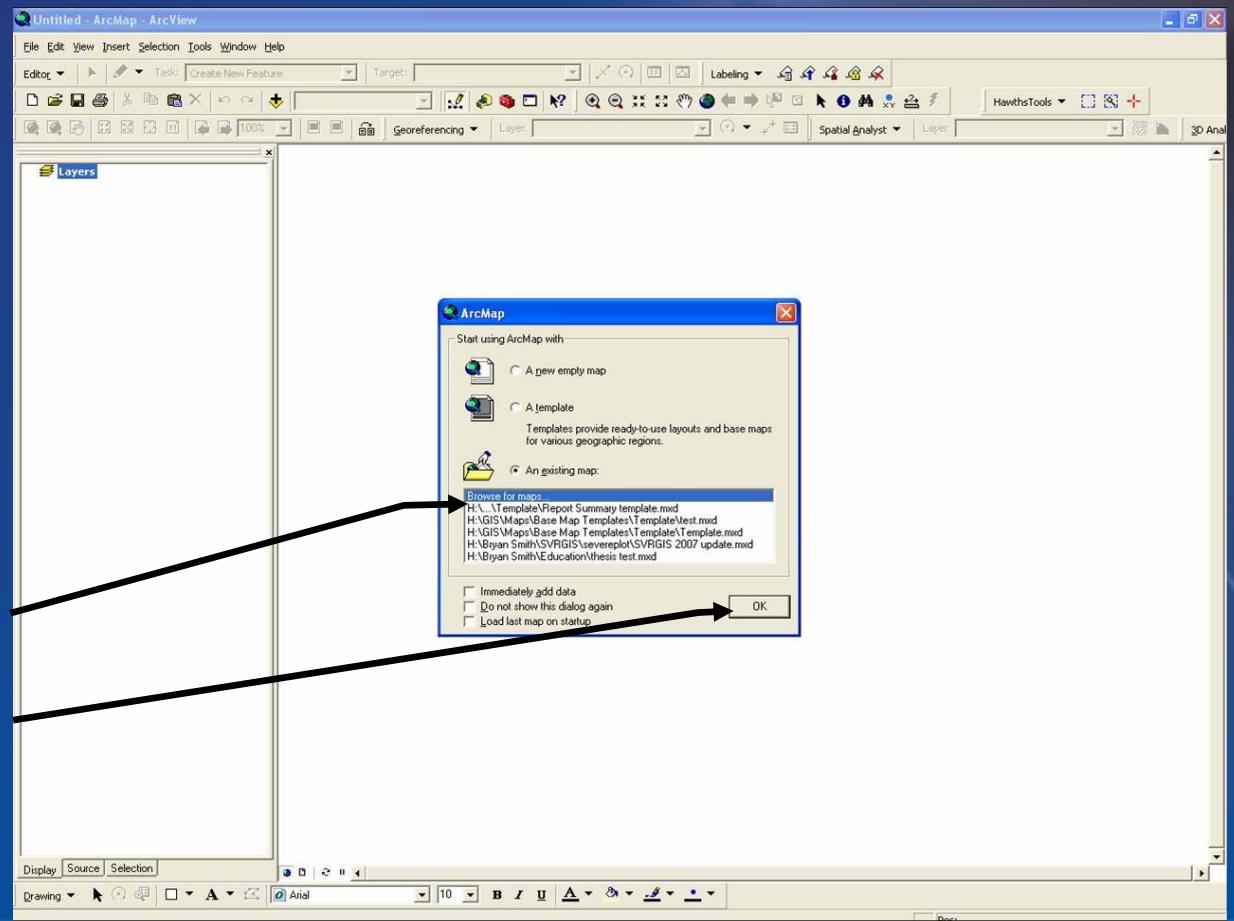 Untitled - ArcMap - ArcView
File Edit View Insert Selection Tools Window Help
Editor Task: Create New Feature Target: Labeling
HawthsTools
100% Georeferencing Layer: Spatial Analyst Layer: 3D Anal
Layers
ArcMap
Start using ArcMap with
A new empty map
A template
Templates provide ready-to-use layouts and base maps
for various geographic regions.
An existing map:
Browse for maps...
H:\...\Template\Report Summary template.mxd
H:\GIS\Maps\Base Map Templates\Template\test.mxd
H:\GIS\Maps\Base Map Templates\Template\Template.mxd
H:\Bryan Smith\SVRGIS\severeplot\SVRGIS 2007 update.mxd
H:\Bryan Smith\Education\thesis test.mxd
Immediately add data
Do not show this dialog again
OK
Load last map on startup
Display Source Selection
Drawing A Arial 10 B I U A